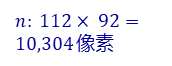 n: 112 × 92 =
10,304像素